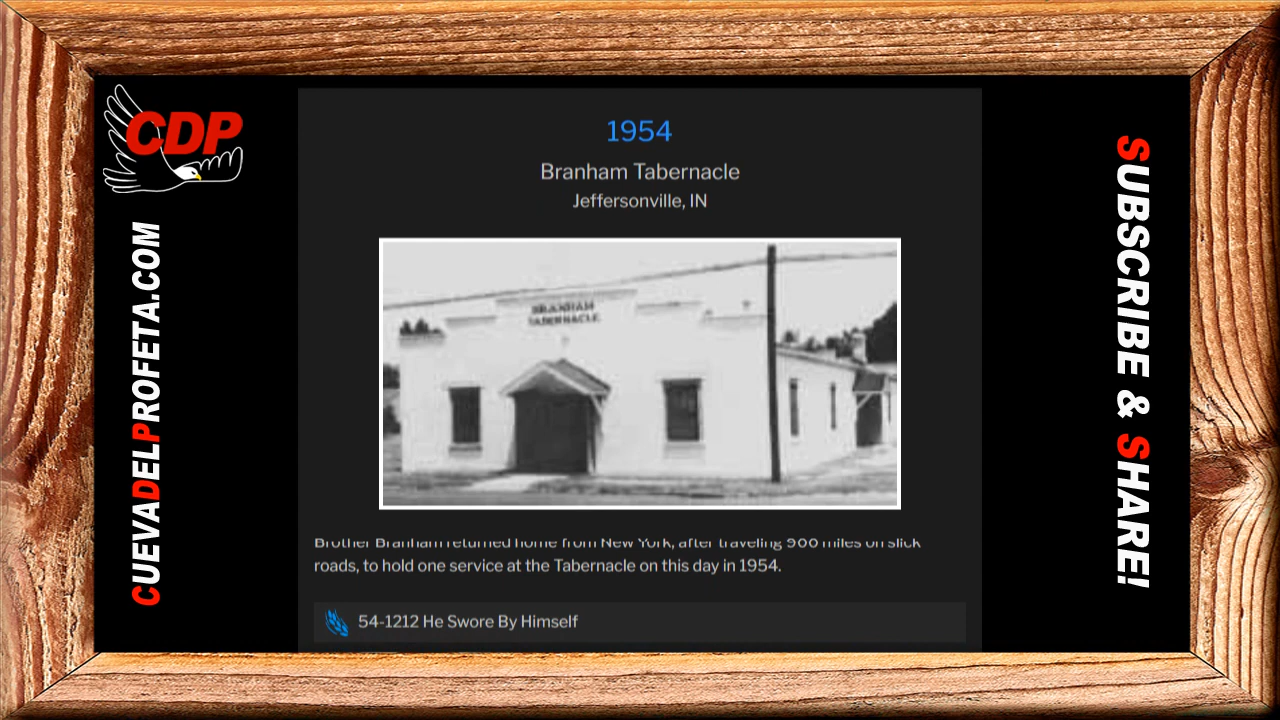 CDP
CUEVADELPROFETA.COM
1954
Branham Tabernacle
Jeffersonville, IN
BRANHAM
TABERNACLE
Brother Branham returned home from New York, after traveling 900 miles on slick
roads, to hold one service at the Tabernacle on this day in 1954.
54-1212 He Swore By Himself
SUBSCRIBE & SHARE!